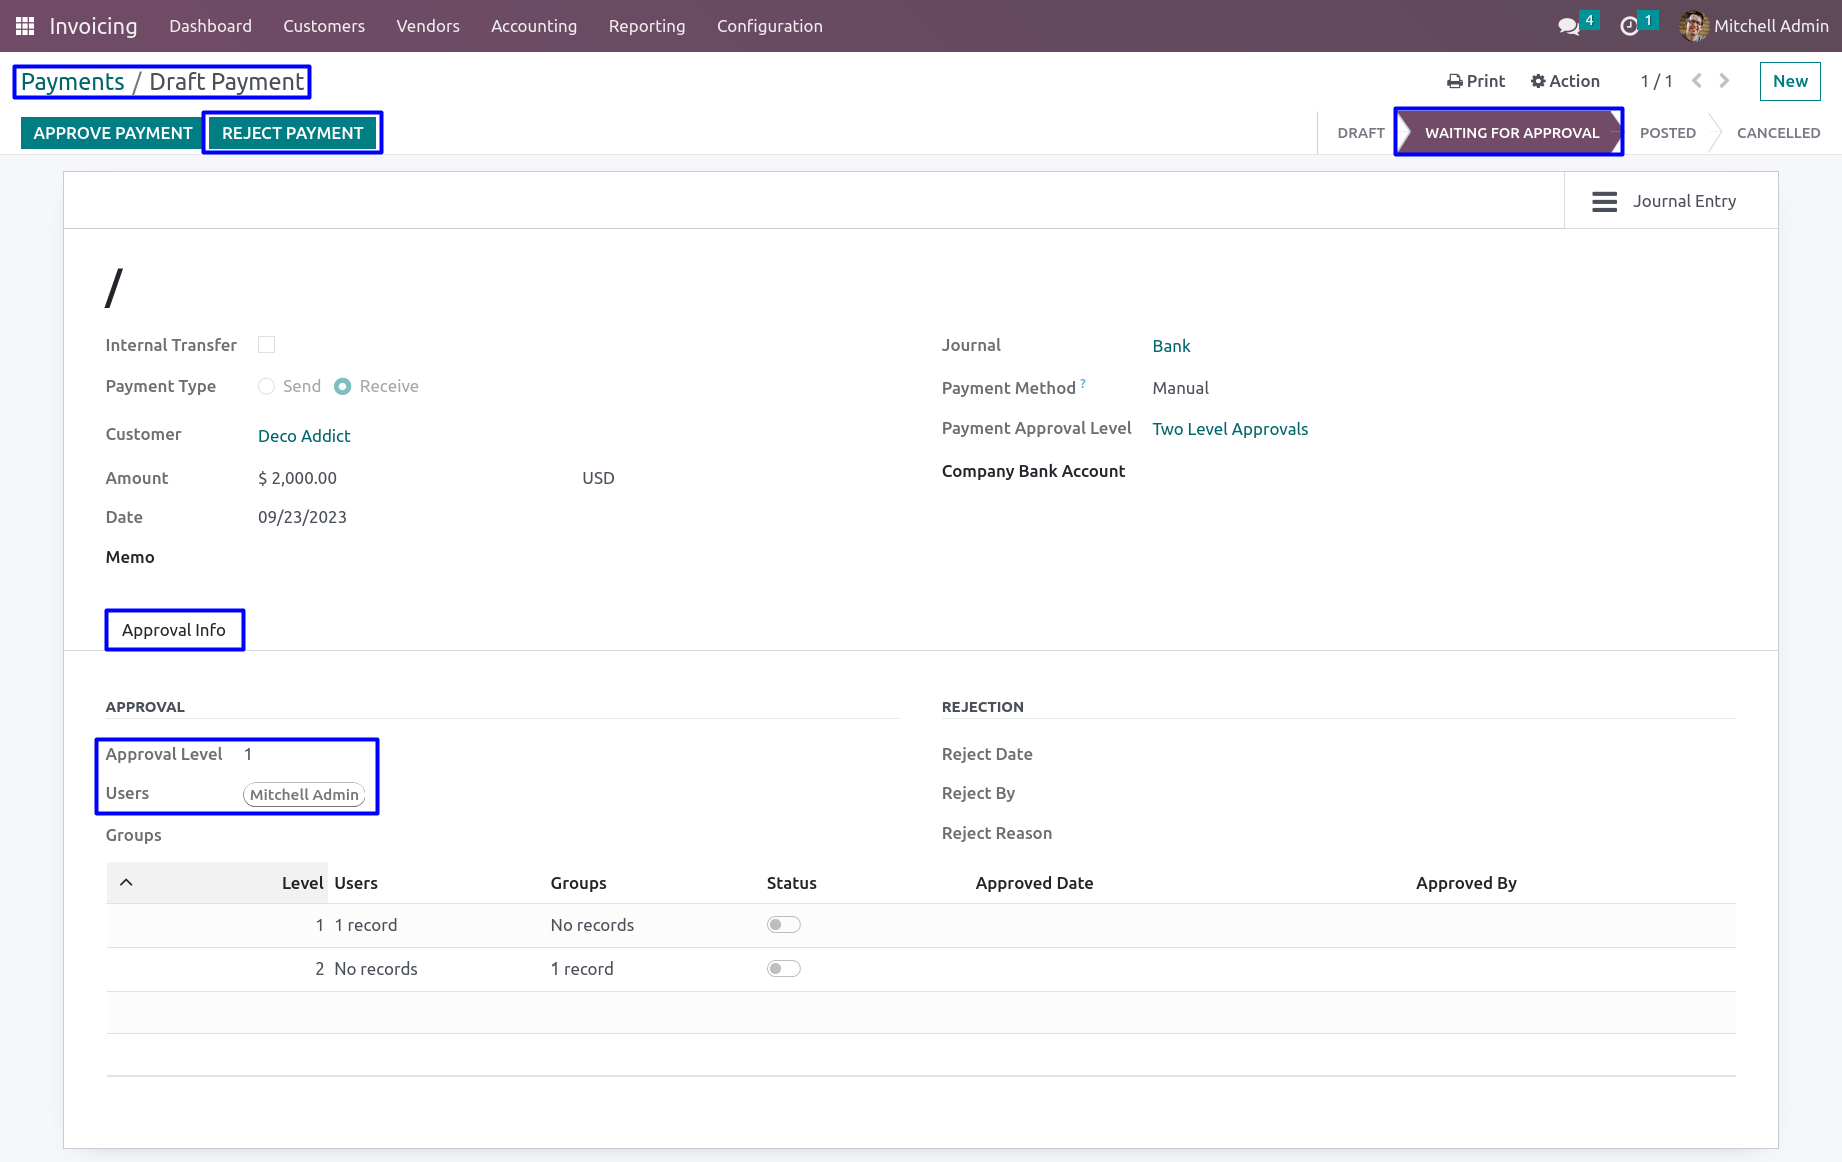 Invoicing Dashboard Customers Vendors Accounting Reporting Configuration 4 1 Mitchell Admin
Payments / Draft Payment Print Action 1 / 1 New
APPROVE PAYMENT REJECT PAYMENT DRAFT WAITING FOR APPROVAL POSTED CANCELLED
Journal Entry
/
Internal Transfer Journal Bank
Payment Type Send Receive Payment Method ? Manual
Customer Deco Addict Payment Approval Level Two Level Approvals
Amount $ 2,000.00 USD Company Bank Account
Date 09/23/2023
Memo
Approval Info
APPROVAL REJECTION
Approval Level 1 Reject Date
Users Mitchell Admin Reject By
Groups Reject Reason
Level Users Groups Status Approved Date Approved By
1 1 record No records
2 No records 1 record